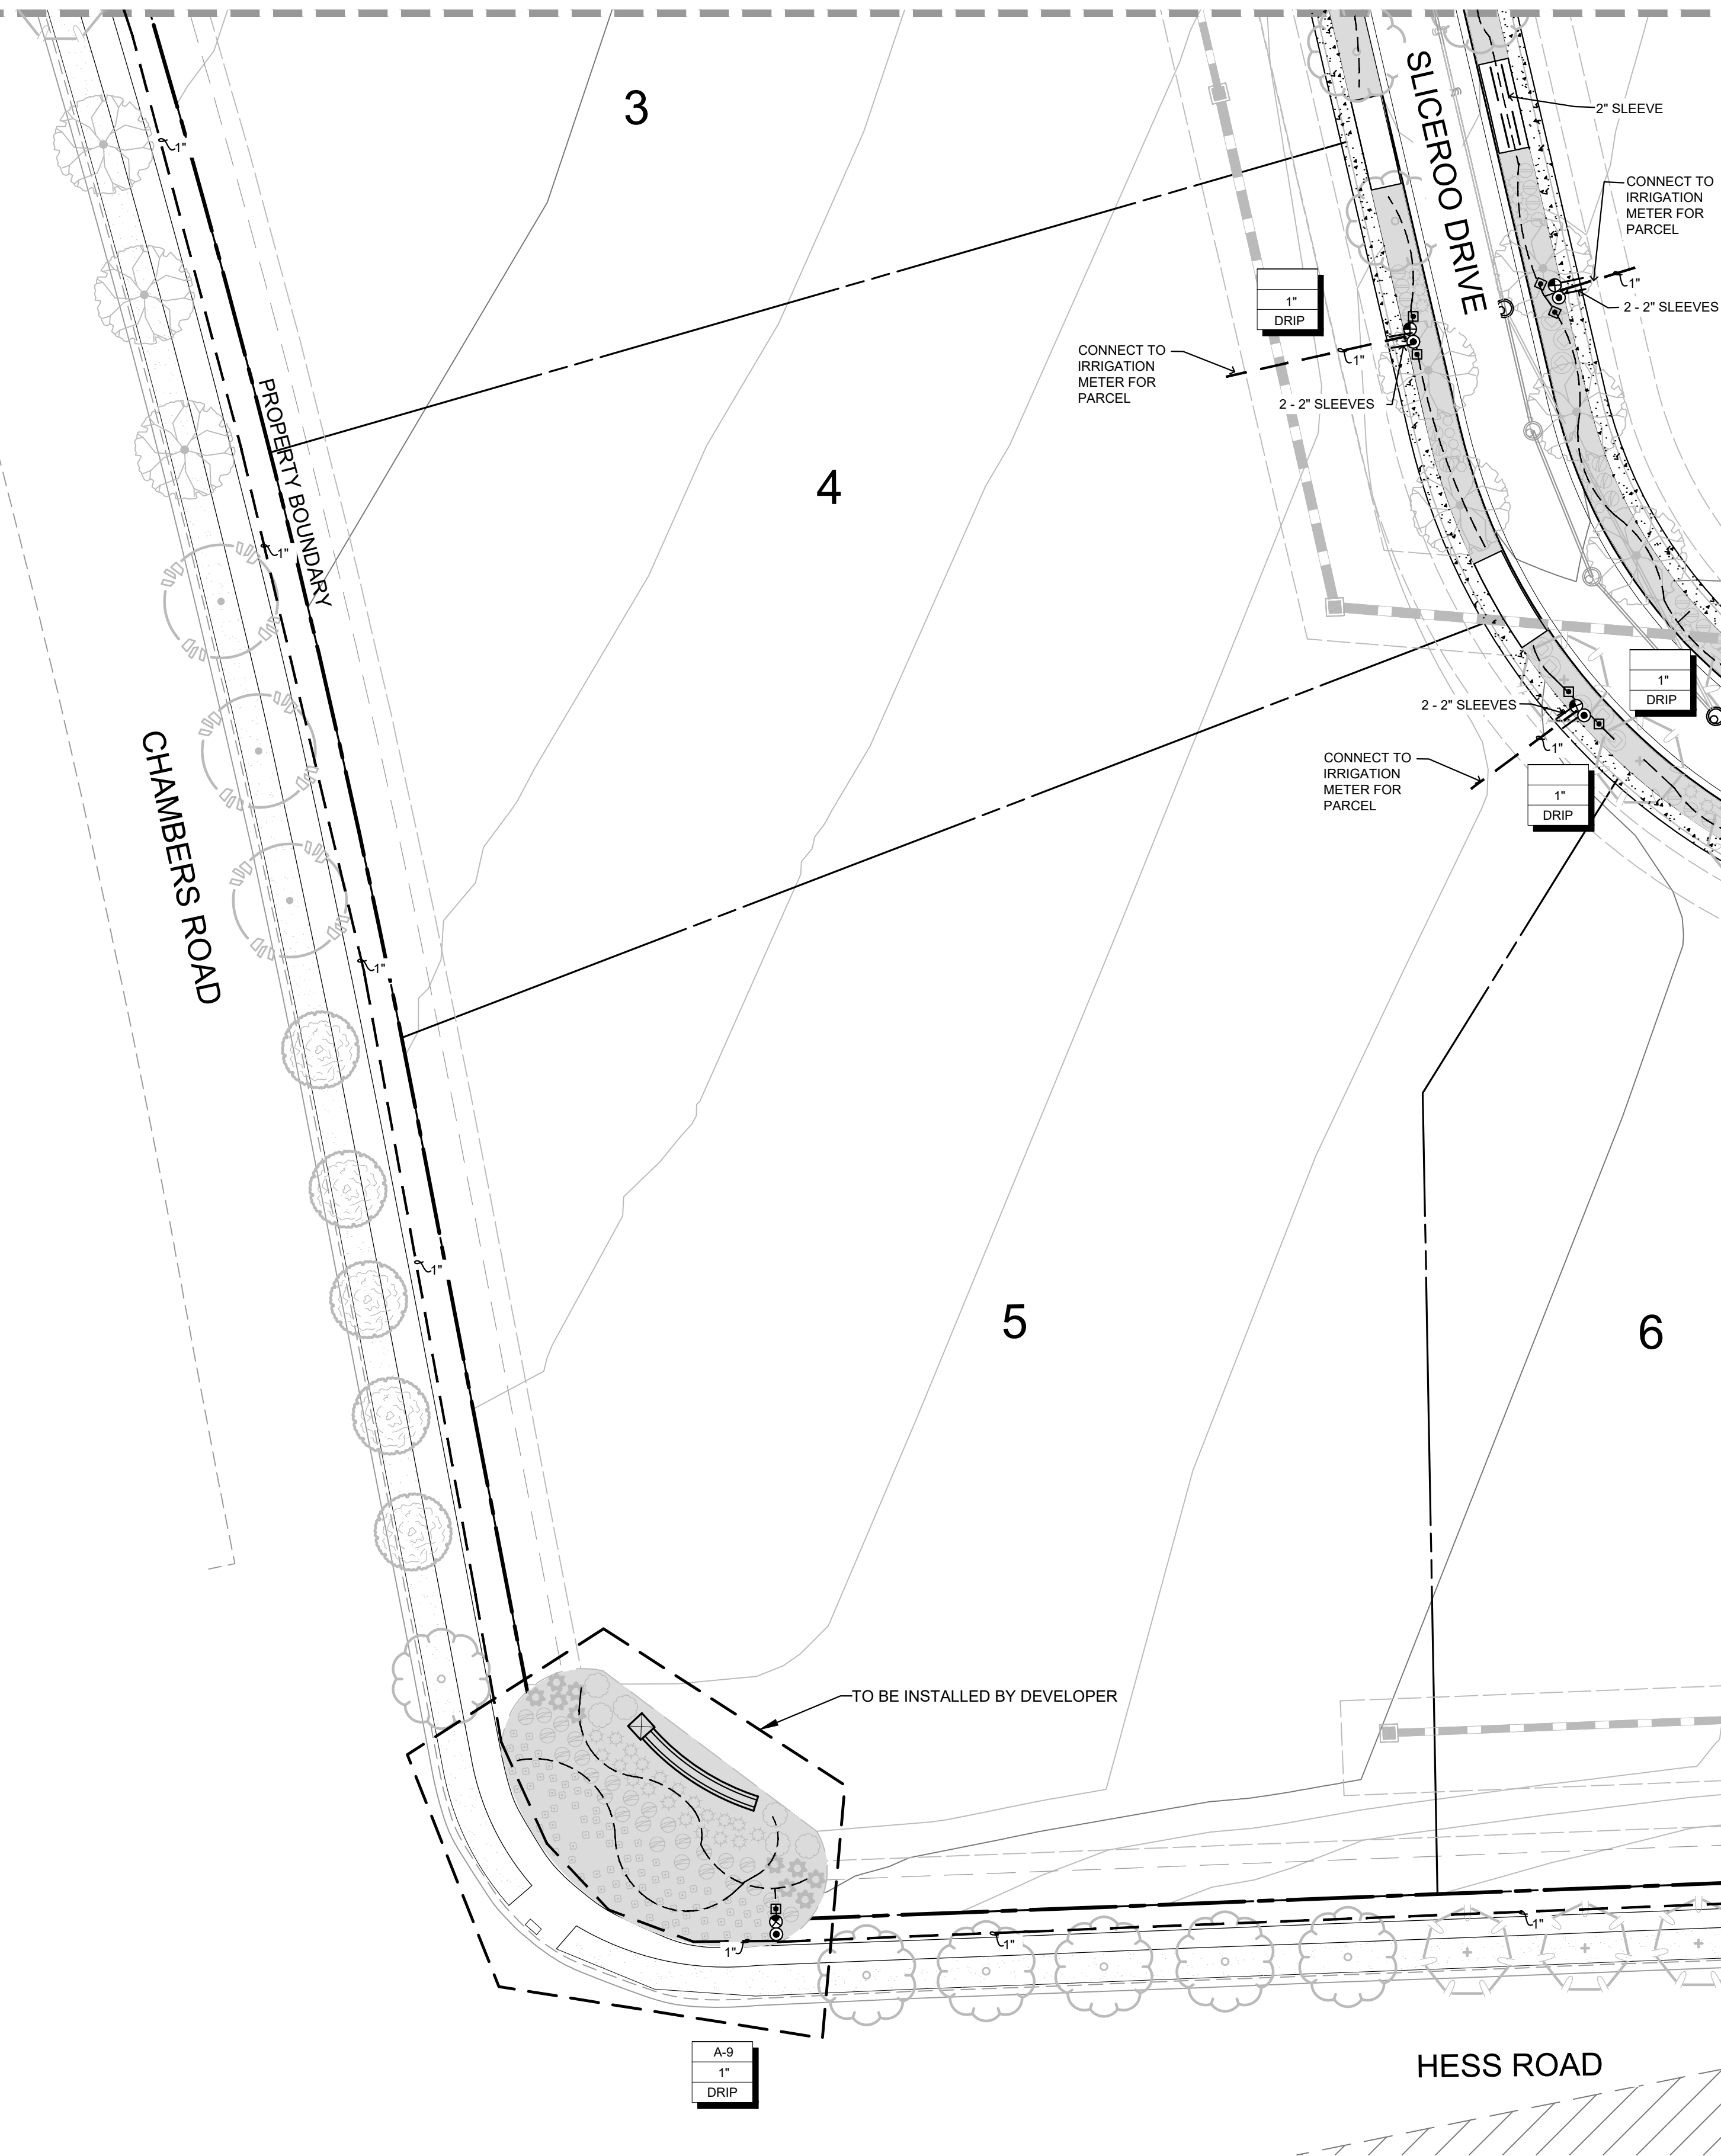 3
SLICEROO DRIVE
2" SLEEVE
1"
CONNECT TO
IRRIGATION
METER FOR
PARCEL
1"
2 - 2" SLEEVES
1"
DRIP
CONNECT TO
IRRIGATION
METER FOR
PARCEL
1"
2 - 2" SLEEVES
PROPERTY BOUNDARY
4
1"
1"
DRIP
2 - 2" SLEEVES
1"
CONNECT TO
IRRIGATION
METER FOR
PARCEL
1"
DRIP
CHAMBERS ROAD
1"
1"
5
6
TO BE INSTALLED BY DEVELOPER
1"
1"
1"
A-9
1"
DRIP
HESS ROAD